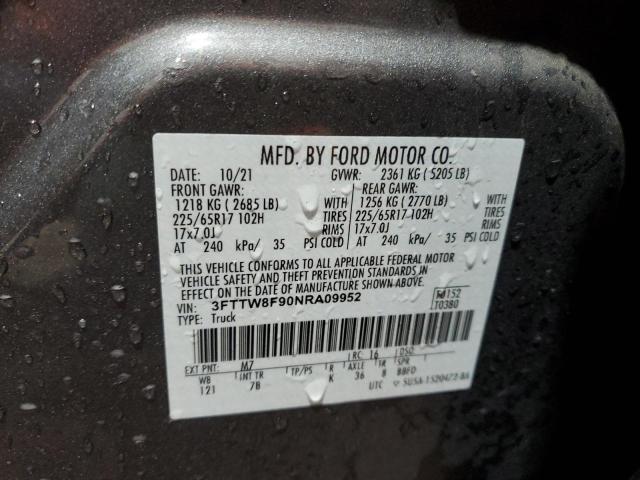 MFD. BY FORD MOTOR CO.
DATE: 10/21 GVWR: 2361 KG ( 5205 LB)
FRONT GAWR: REAR GAWR:
1218 KG ( 2685 LB) WITH 1256 KG ( 2770 LB) WITH
225/65R17 102H TIRES 225/65R17 102H TIRES
17x7.0J RIMS 17x7.0J RIMS
AT 240 kPa/ 35 PSI COLD AT 240 kPa/ 35 PSI COLD
THIS VEHICLE CONFORMS TO ALL APPLICABLE FEDERAL MOTOR
VEHICLE SAFETY AND THEFT PREVENTION STANDARDS IN
EFFECT ON THE DATE OF MANUFACTURE SHOWN ABOVE.
VIN: 3FTTW8F90NRA09952
TYPE: Truck
T0380
EXT PNT: M7 RC: 16 DSO:
WB INT TR TP/PS R AXLE TR SPR
121 7B K 36 8 BBFO
UTC